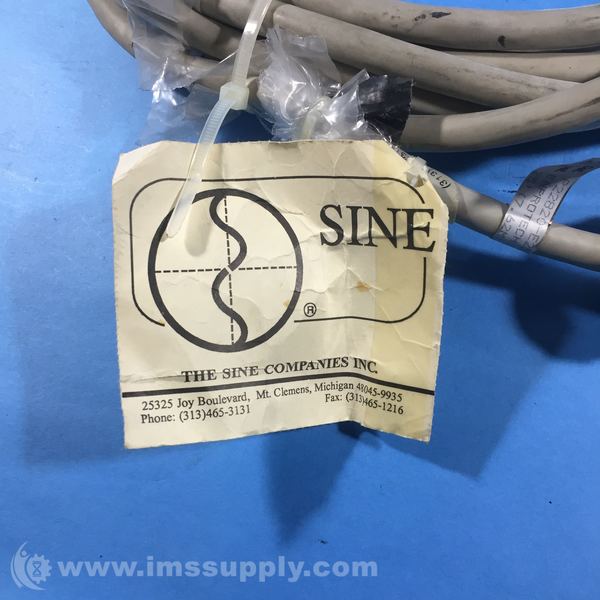 SINE
®
THE SINE COMPANIES INC.
25325 Joy Boulevard, Mt. Clemens, Michigan 48045-9935
Phone: (313)465-3131 Fax: (313)465-1216
www.imssupply.com